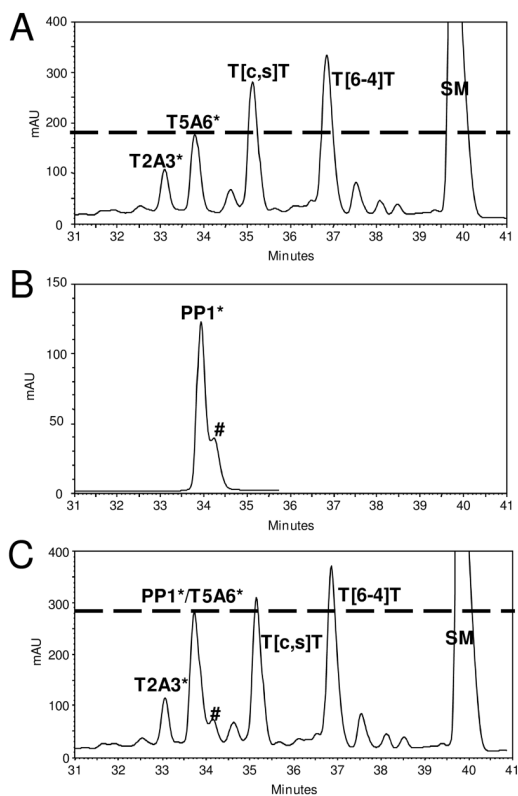 A
400
T[c,s]T
T[6-4]T
300
SM
mAU
200
T5A6*
T2A3*
100
0
31 32 33 34 35 36 37 38 39 40 41
Minutes
B
150
PP1*
100
mAU
#
50
0
31 32 33 34 35 36 37 38 39 40 41
Minutes
C
400
PP1*/T5A6*
T[6-4]T
300
T[c,s]T
SM
mAU
200
T2A3*
#
100
0
31 32 33 34 35 36 37 38 39 40 41
Minutes